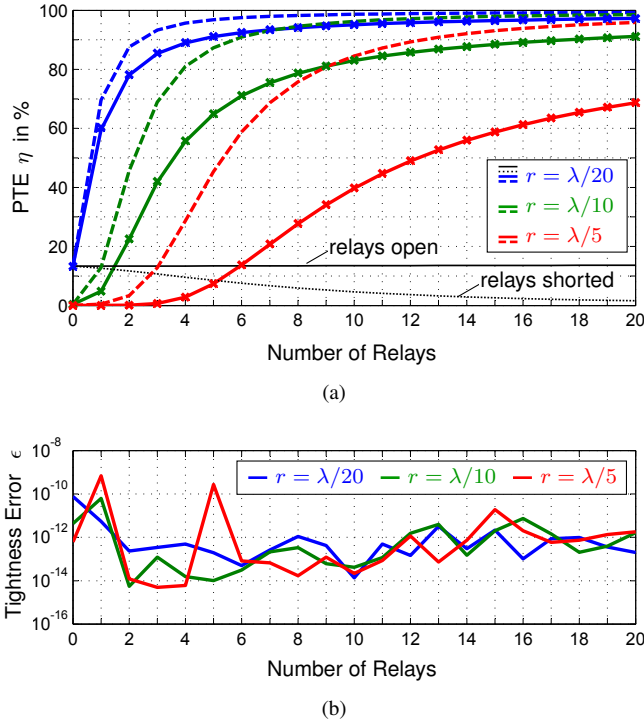 100
80
60
40
20
0
PTE η in %
r = λ/20
r = λ/10
r = λ/5
relays open
relays shorted
0 2 4 6 8 10 12 14 16 18 20
Number of Relays
(a)
10^-8
10^-10
10^-12
10^-14
10^-16
Tightness Error ϵ
r = λ/20 r = λ/10 r = λ/5
0 2 4 6 8 10 12 14 16 18 20
Number of Relays
(b)